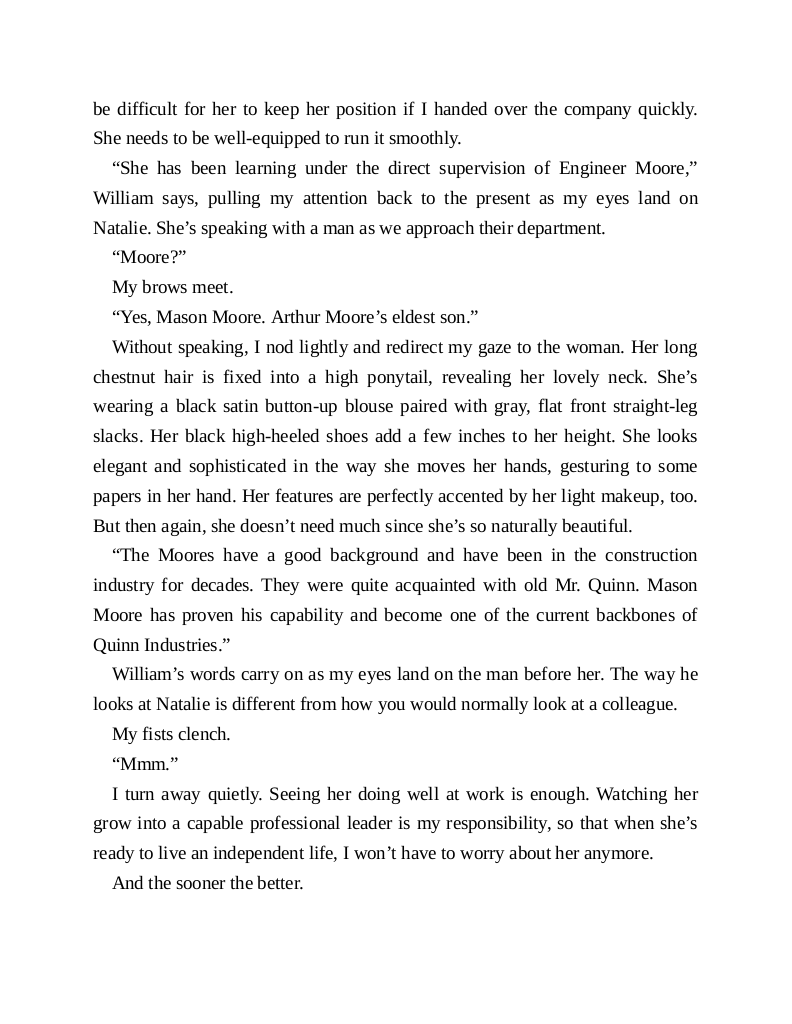 be difficult for her to keep her position if I handed over the company quickly.
She needs to be well-equipped to run it smoothly.
“She has been learning under the direct supervision of Engineer Moore,”
William says, pulling my attention back to the present as my eyes land on
Natalie. She’s speaking with a man as we approach their department.
“Moore?”
My brows meet.
“Yes, Mason Moore. Arthur Moore’s eldest son.”
Without speaking, I nod lightly and redirect my gaze to the woman. Her long
chestnut hair is fixed into a high ponytail, revealing her lovely neck. She’s
wearing a black satin button-up blouse paired with gray, flat front straight-leg
slacks. Her black high-heeled shoes add a few inches to her height. She looks
elegant and sophisticated in the way she moves her hands, gesturing to some
papers in her hand. Her features are perfectly accented by her light makeup, too.
But then again, she doesn’t need much since she’s so naturally beautiful.
“The Moores have a good background and have been in the construction
industry for decades. They were quite acquainted with old Mr. Quinn. Mason
Moore has proven his capability and become one of the current backbones of
Quinn Industries.”
William’s words carry on as my eyes land on the man before her. The way he
looks at Natalie is different from how you would normally look at a colleague.
My fists clench.
“Mmm.”
I turn away quietly. Seeing her doing well at work is enough. Watching her
grow into a capable professional leader is my responsibility, so that when she’s
ready to live an independent life, I won’t have to worry about her anymore.
And the sooner the better.